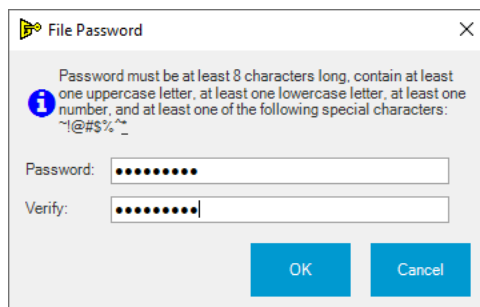 File Password
Password must be at least 8 characters long, contain at least
one uppercase letter, at least one lowercase letter, at least one
number, and at least one of the following special characters:
~!@#$%^*_
Password: ●●●●●●●●●
Verify: ●●●●●●●●●
OK Cancel